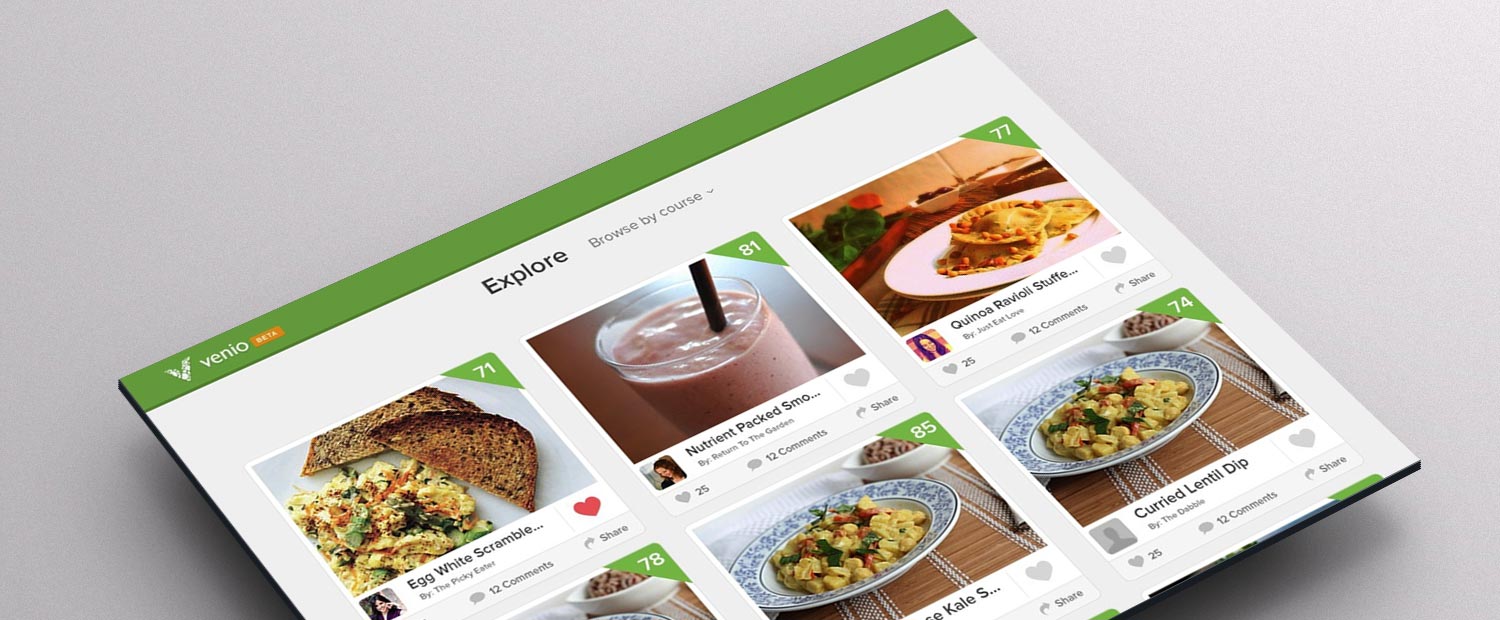 venio BETA
Explore
Browse by course
71
Egg White Scramble...
By: The Picky Eater
12 Comments
Share
81
Nutrient Packed Smo...
By: Return To The Garden
25
12 Comments
Share
77
Quinoa Ravioli Stuffe...
By: Just Eat Love
25
12 Comments
Share
78
85
Kale S...
Share
74
Curried Lentil Dip
By: The Dabble
25
12 Comments
Share